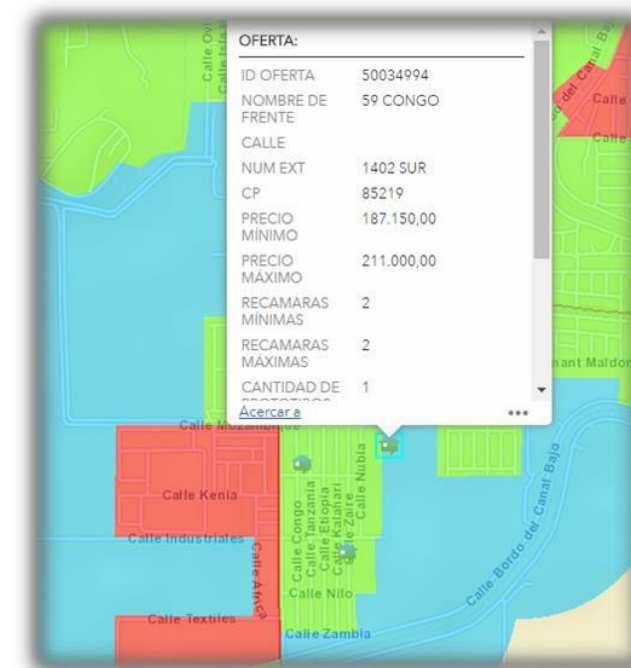 OFERTA:
ID OFERTA 50034994
NOMBRE DE 59 CONGO
FRENTE
CALLE
NUM EXT 1402 SUR
CP 85219
PRECIO 187.150,00
MÍNIMO
PRECIO 211.000,00
MÁXIMO
RECAMARAS 2
MÍNIMAS
RECAMARAS 2
MÁXIMAS
CANTIDAD DE 1
Acercar a
Calle
Calle
Calle
Calle Kenia
Calle Industriales
Calle África
Calle Textiles
Calle Congo
Calle Tanzania
Calle Etiopia
Calle Kalahari
Zaire
Calle Nubia
Calle Nilo
Calle Zambia
Calle Bordo del Canal Bajo